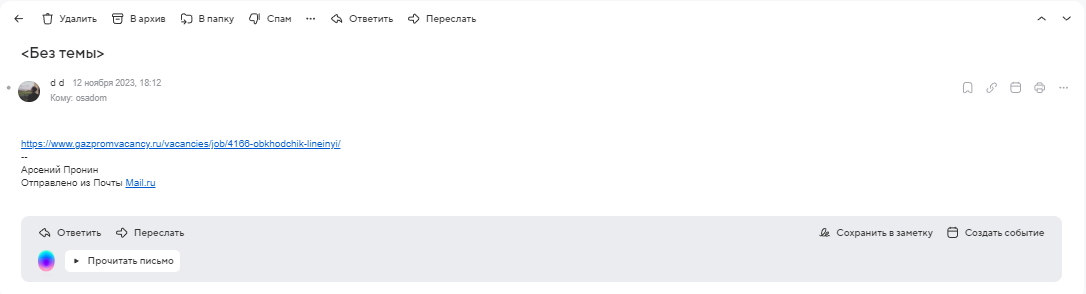 Удалить В архив В папку Спам Ответить Переслать
<Без темы>
d d 12 ноября 2023, 18:12
Кому: osadom
https://www.gazpromvacancy.ru/vacancies/job/4166-obkhodchik-lineinyi/
--
Арсений Пронин
Отправлено из Почты Mail.ru
Ответить Переслать Сохранить в заметку Создать событие
Прочитать письмо